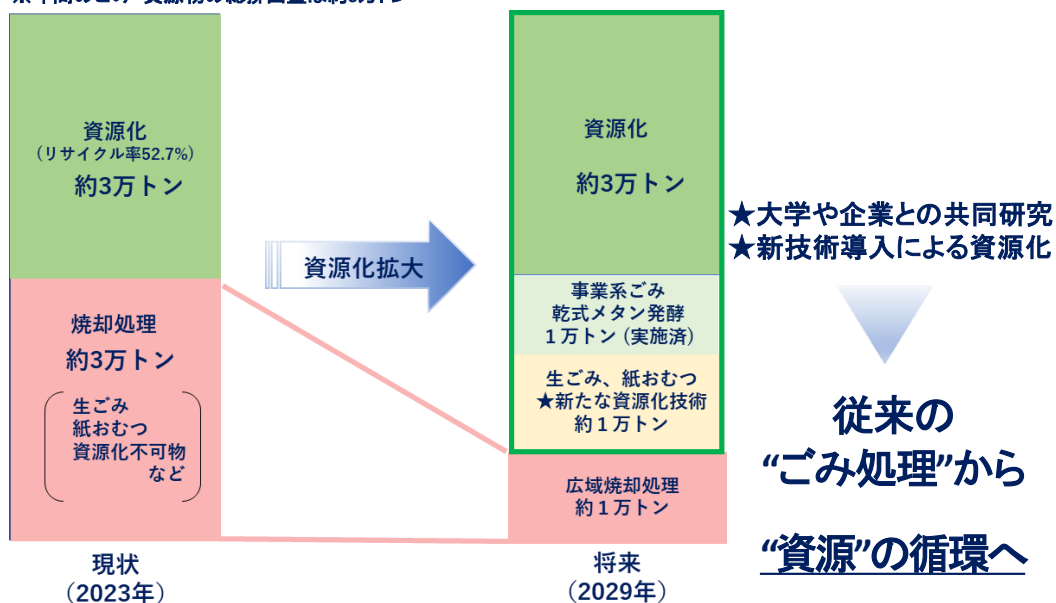 資源化
（リサイクル率52.7%）
約3万トン
焼却処理
約3万トン
生ごみ
紙おむつ
資源化不可物
など
現状
（2023年）
資源化拡大
資源化
約3万トン
事業系ごみ
乾式メタン発酵
１万トン（実施済）
生ごみ、紙おむつ
★新たな資源化技術
約１万トン
広域焼却処理
約１万トン
将来
（2029年）
★大学や企業との共同研究
★新技術導入による資源化
従来の
“ごみ処理”から
“資源”の循環へ